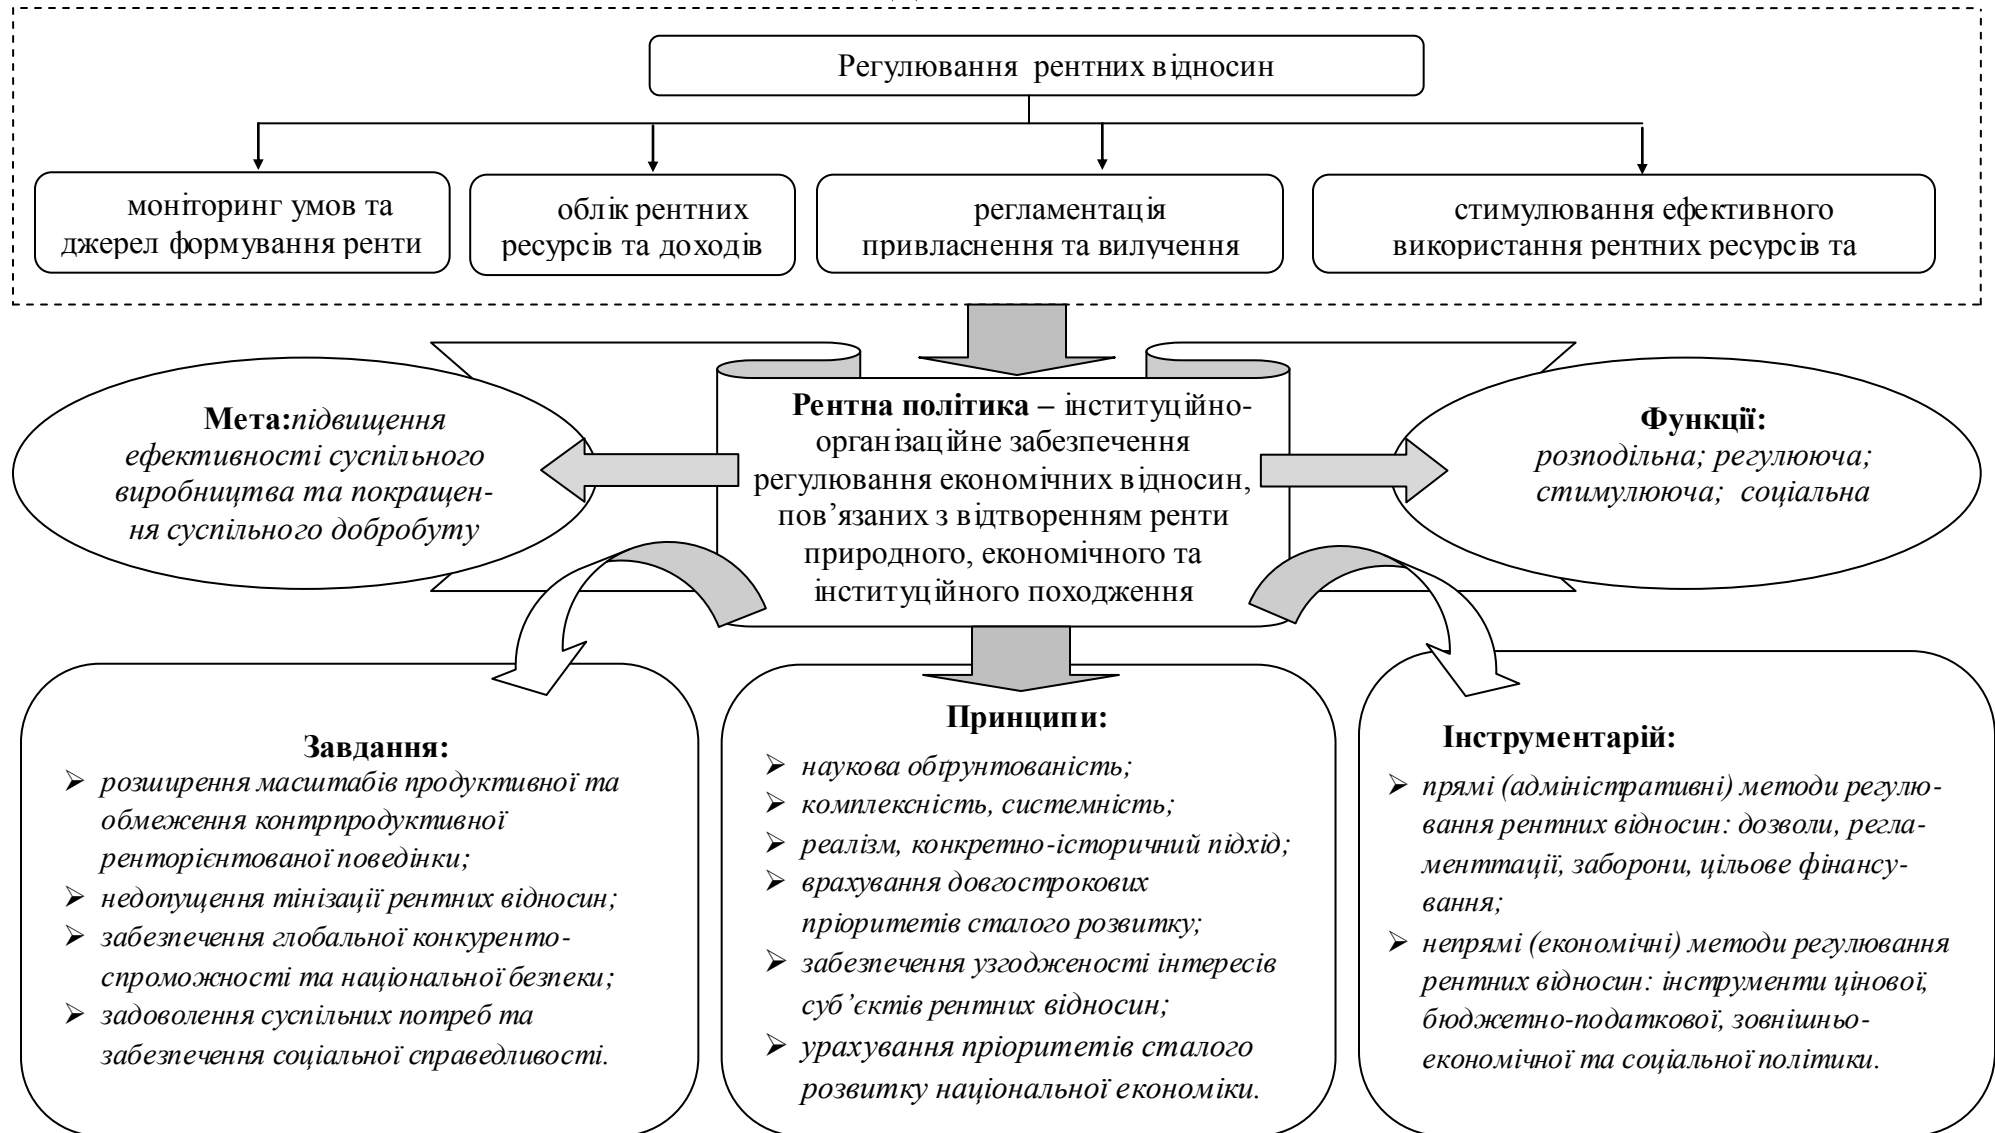 Регулювання рентних відносин
моніторинг умов та
джерел формування ренти
облік рентних
ресурсів та доходів
регламентація
привласнення та вилучення
стимулювання ефективного
використання рентних ресурсів та
Мета:підвищення
ефективності суспільного
виробництва та покращен-
ня суспільного добробуту
Рентна політика – інституційно-
організаційне забезпечення
регулювання економічних відносин,
пов’язаних з відтворенням ренти
природного, економічного та
інституційного походження
Функції:
розподільна; регулююча;
стимулююча; соціальна
Завдання:
➢ розширення масштабів продуктивної та
обмеження контрпродуктивної
ренторієнтованої поведінки;
➢ недопущення тінізації рентних відносин;
➢ забезпечення глобальної конкуренто-
спроможності та національної безпеки;
➢ задоволення суспільних потреб та
забезпечення соціальної справедливості.
Принципи:
➢ наукова обґрунтованість;
➢ комплексність, системність;
➢ реалізм, конкретно-історичний підхід;
➢ врахування довгострокових
пріоритетів сталого розвитку;
➢ забезпечення узгодженості інтересів
суб’єктів рентних відносин;
➢ урахування пріоритетів сталого
розвитку національної економіки.
Інструментарій:
➢ прямі (адміністративні) методи регулю-
вання рентних відносин: дозволи, регла-
менттації, заборони, цільове фінансу-
вання;
➢ непрямі (економічні) методи регулювання
рентних відносин: інструменти цінової,
бюджетно-податкової, зовнішньо-
економічної та соціальної політики.